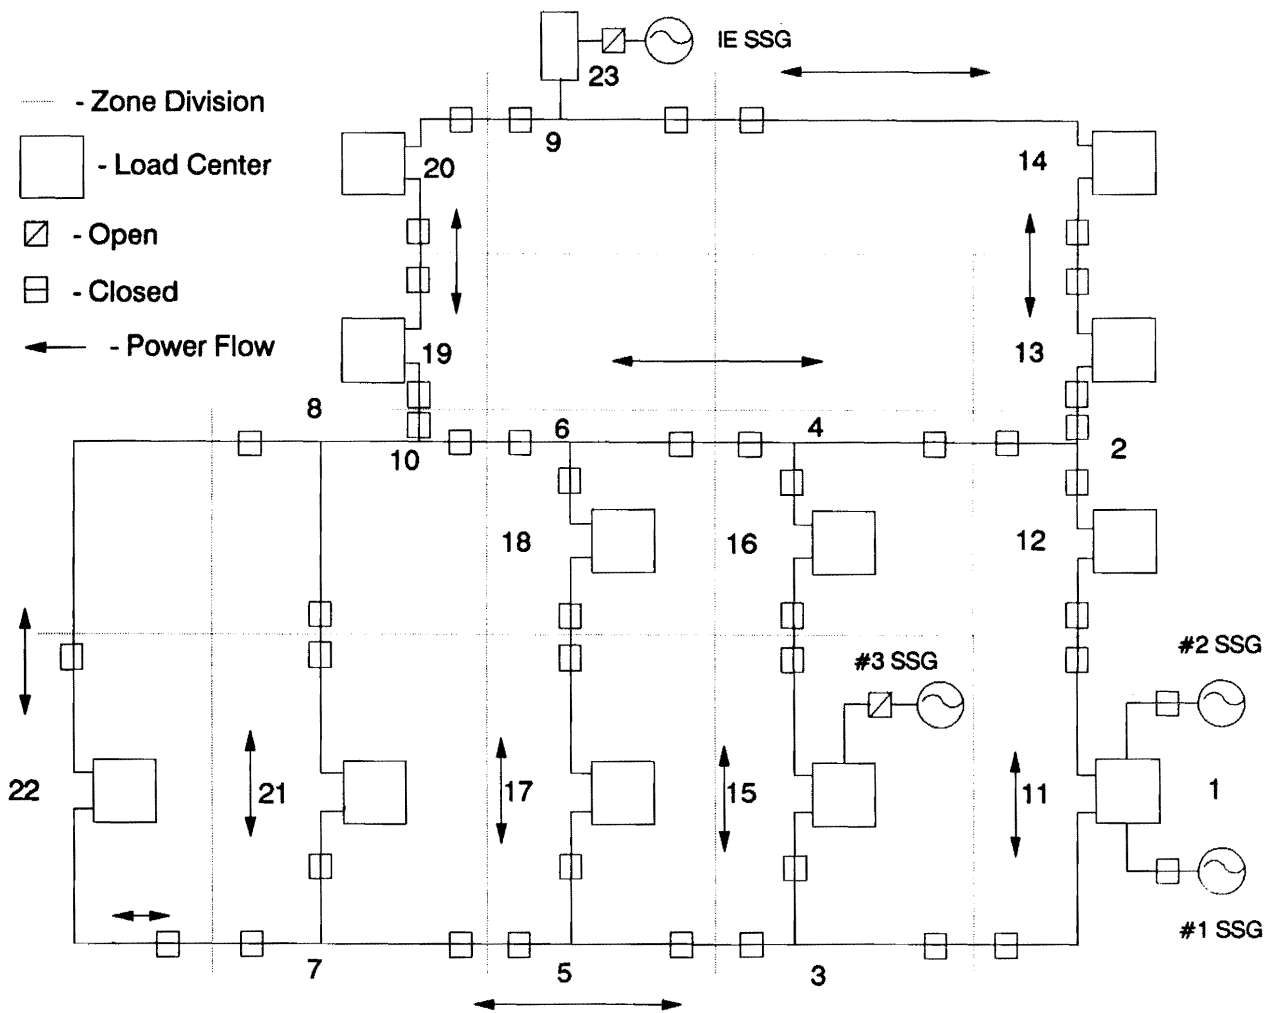 IE SSG
23
- Zone Division
9
20
14
- Load Center
- Open
- Closed
- Power Flow
19
13
8
6
4
10
2
18
16
12
#3 SSG
#2 SSG
22
21
17
15
11
1
#1 SSG
7
5
3